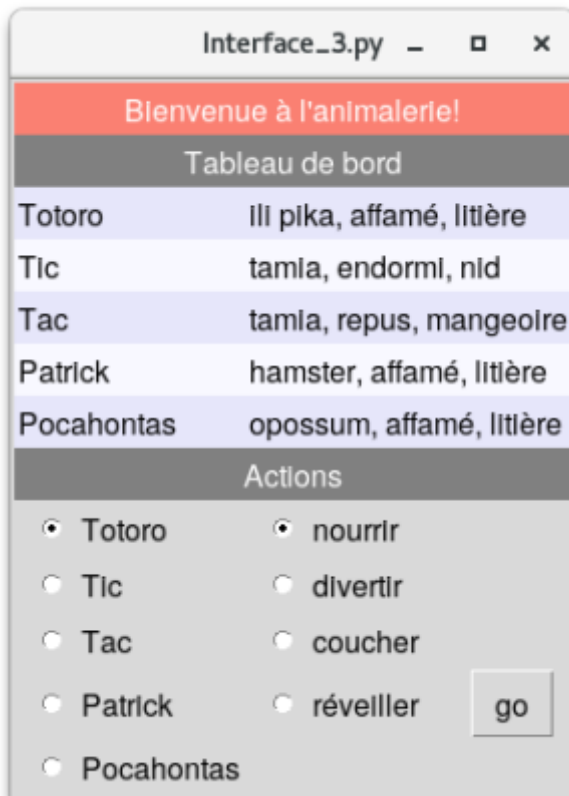 Interface_3.py
Bienvenue à l'animalerie!
Tableau de bord
Totoro ili pika, affamé, litière
Tic tamia, endormi, nid
Tac tamia, repus, mangeoire
Patrick hamster, affamé, litière
Pocahontas opossum, affamé, litière
Actions
Totoro nourrir
Tic divertir
Tac coucher
Patrick réveiller go
Pocahontas